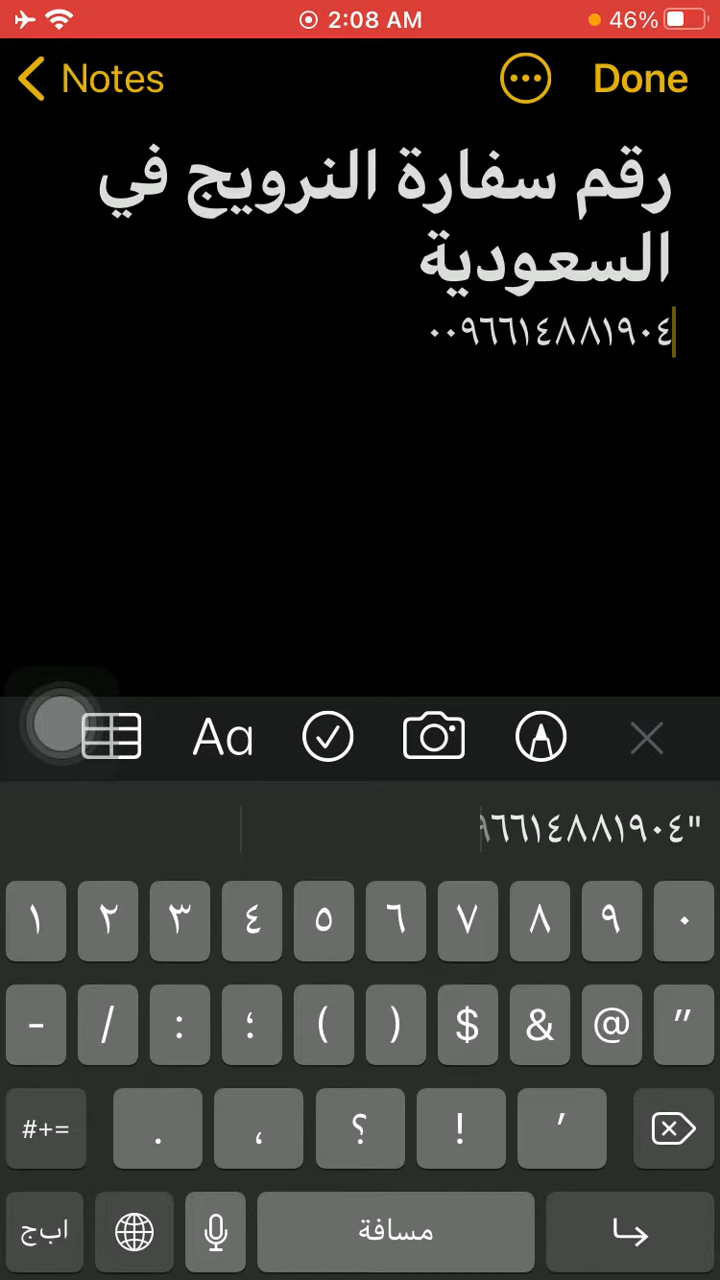 2:08 AM
46%
Notes
Done
رقم سفارة النرويج في
السعودية
٠٠٩٦٦١٤٨٨١٩٠٤
Aa
٩٦٦١٤٨٨١٩٠٤"
١ ٢ ٣ ٤ ٥ ٦ ٧ ٨ ٩ ٠
- / : ؛ ( ) $ & @ "
#+= . ، ؟ ! ’
اب‌ج مسافة